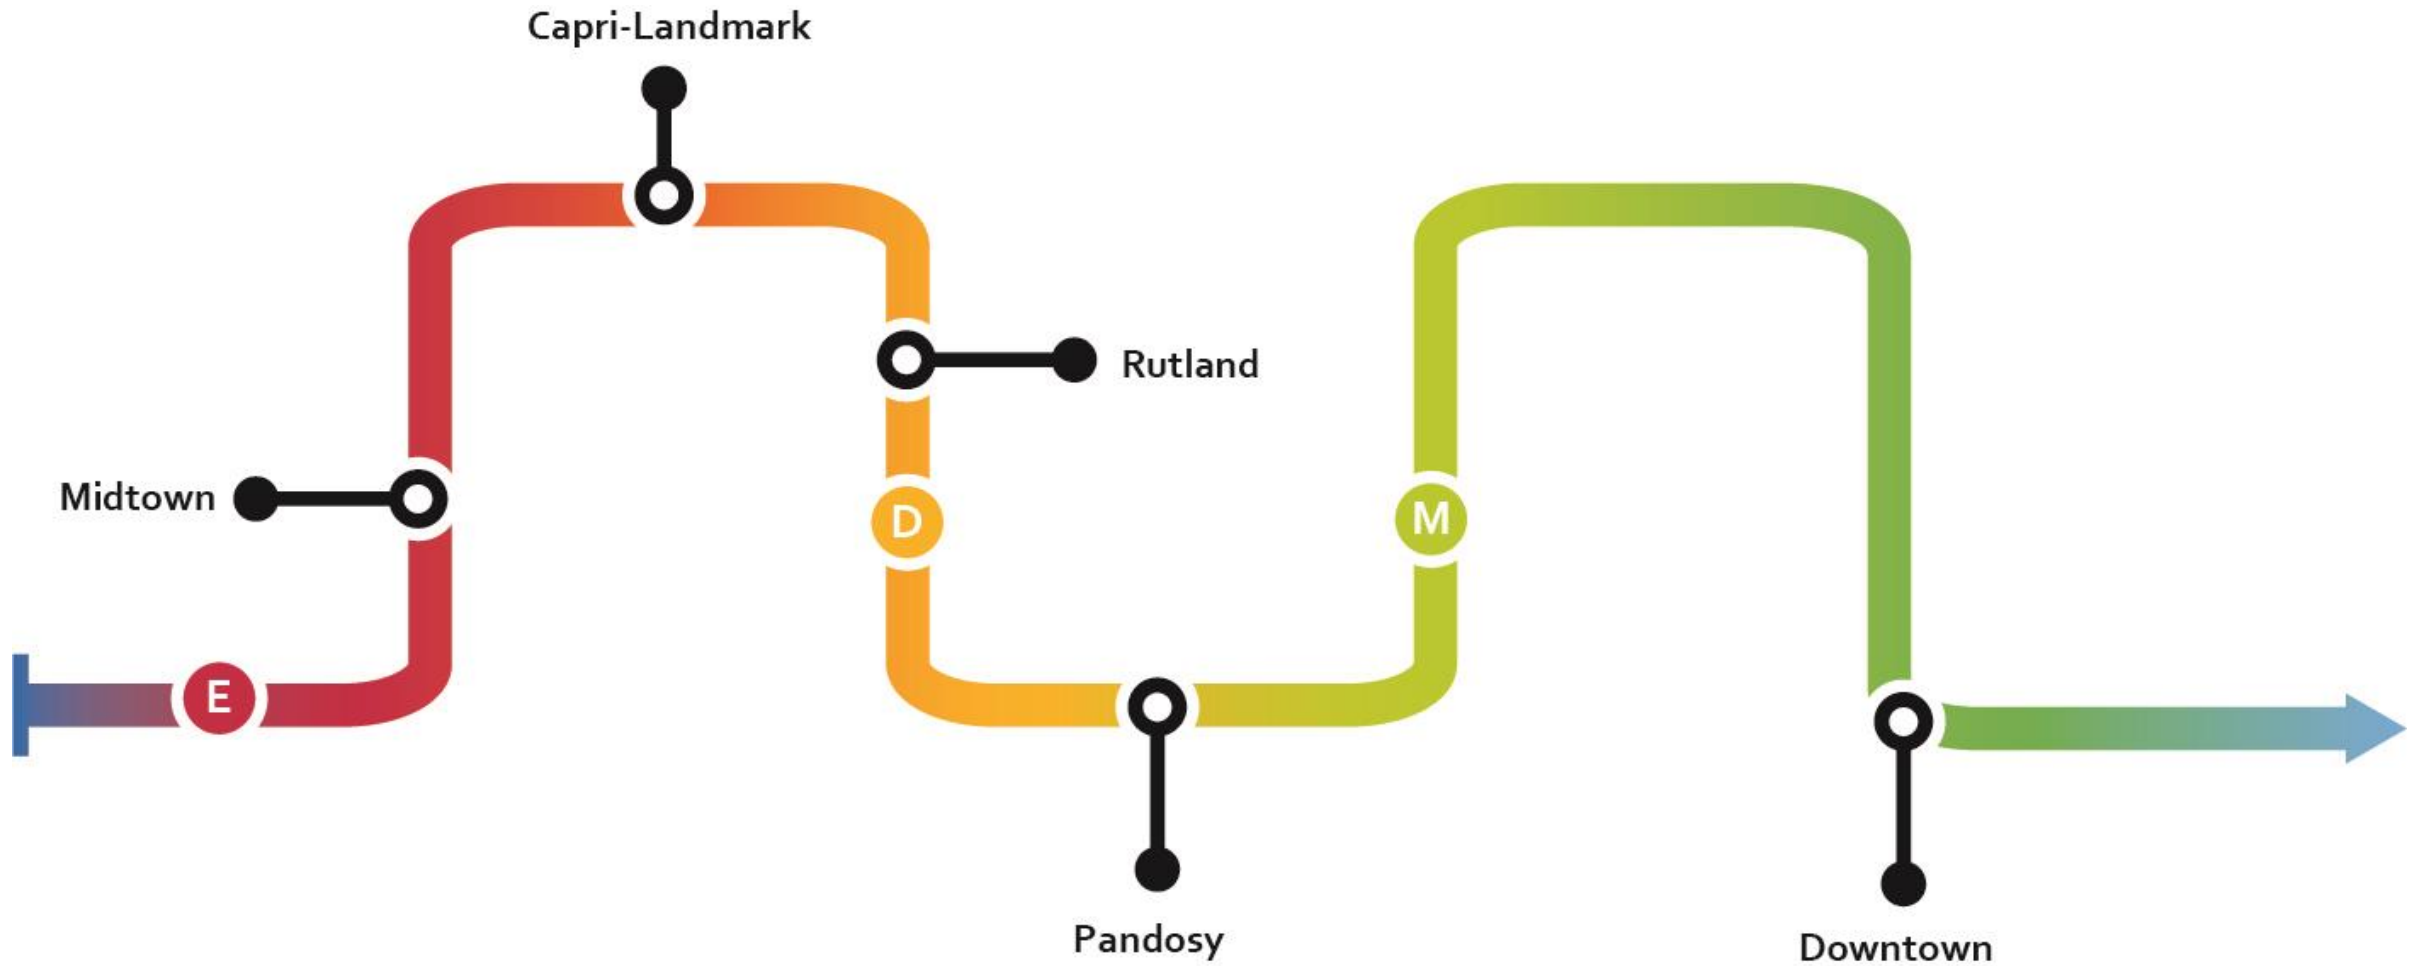 Capri-Landmark
Rutland
Midtown
D
M
E
Pandosy
Downtown